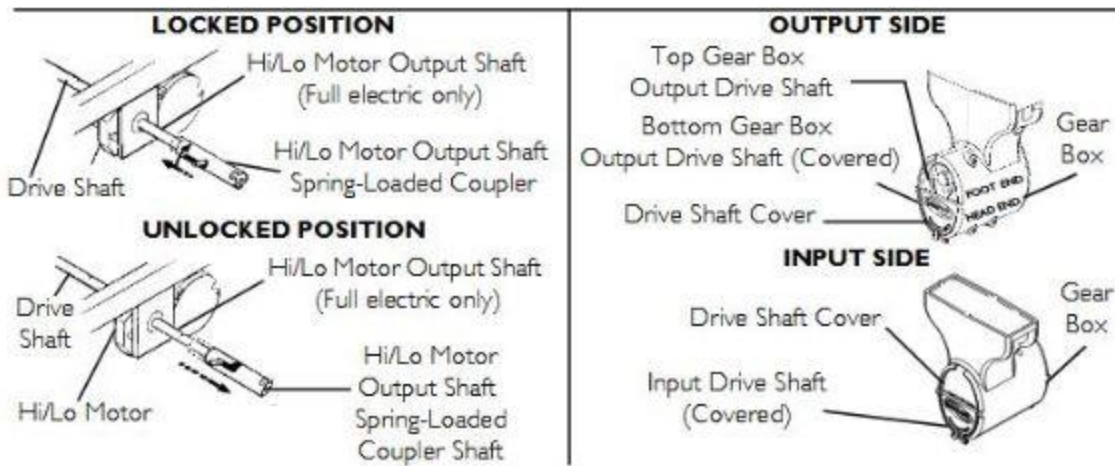 LOCKED POSITION
Hi/Lo Motor Output Shaft
(Full electric only)
Hi/Lo Motor Output Shaft
Spring-Loaded Coupler
Drive Shaft
UNLOCKED POSITION
Hi/Lo Motor Output Shaft
(Full electric only)
Drive
Shaft
Hi/Lo Motor
Output Shaft
Spring-Loaded
Coupler Shaft
Hi/Lo Motor
OUTPUT SIDE
Top Gear Box
Output Drive Shaft
Bottom Gear Box
Output Drive Shaft (Covered)
Gear
Box
FOOT END
HEAD END
Drive Shaft Cover
INPUT SIDE
Drive Shaft Cover
Gear
Box
Input Drive Shaft
(Covered)